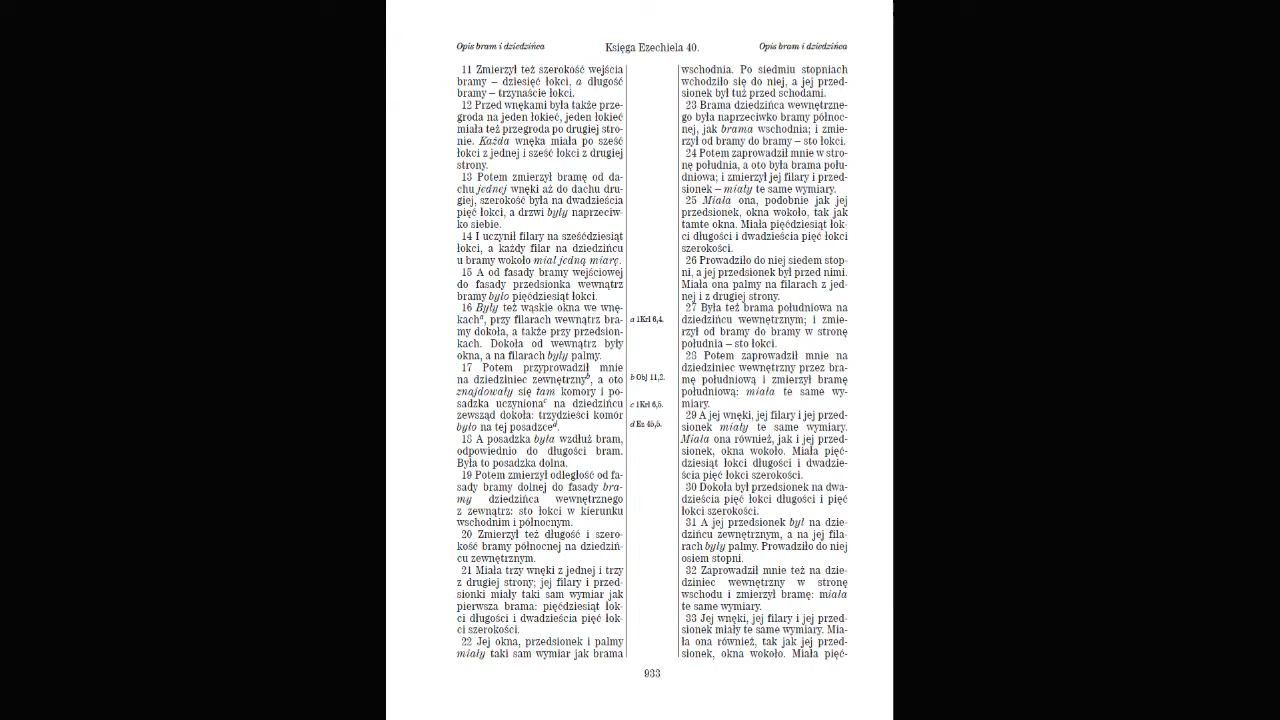 Opis bram i dziedzińca
Księga Ezechiela 40.
Opis bram i dziedzińca
11 Zmierzył też szerokość wejścia
bramy – dziesięć łokci, a długość
bramy – trzynaście łokci.
12 Przed wnękami była także prze-
groda na jeden łokieć, jeden łokieć
miała też przegroda po drugiej stro-
nie. Każda wnęka miała po sześć
łokci z jednej i sześć łokci z drugiej
strony.
13 Potem zmierzył bramę od da-
chu jednej wnęki aż do dachu dru-
giej, szerokość była na dwadzieścia
pięć łokci, a drzwi były naprzeciw-
ko siebie.
14 I uczynił filary na sześćdziesiąt
łokci, a każdy filar na dziedzińcu
u bramy wokoło miał jedną miarę.
15 A od fasady bramy wejściowej
do fasady przedsionka wewnątrz
bramy było pięćdziesiąt łokci.
16 Były też wąskie okna we wnę-
kachᵃ, przy filarach wewnątrz bra-
my dokoła, a także przy przedsion-
kach. Dokoła od wewnątrz były
okna, a na filarach były palmy.
17 Potem przyprowadził mnie
na dziedziniec zewnętrznyᵇ, a oto
znajdowały się tam komory i po-
sadzka uczynionaᶜ na dziedzińcu
zewsząd dokoła: trzydzieści komór
było na tej posadzceᵈ.
18 A posadzka była wzdłuż bram,
odpowiednio do długości bram.
Była to posadzka dolna.
19 Potem zmierzył odległość od fa-
sady bramy dolnej do fasady bra-
my dziedzińca wewnętrznego
z zewnątrz: sto łokci w kierunku
wschodnim i północnym.
20 Zmierzył też długość i szero-
kość bramy północnej na dziedziń-
cu zewnętrznym.
21 Miała trzy wnęki z jednej i trzy
z drugiej strony; jej filary i przed-
sionki miały taki sam wymiar jak
pierwsza brama: pięćdziesiąt łok-
ci długości i dwadzieścia pięć łok-
ci szerokości.
22 Jej okna, przedsionek i palmy
miały taki sam wymiar jak brama
a 1Krl 6,4.
b Obj 11,2.
c 1Krl 6,5.
d Ez 45,5.
wschodnia. Po siedmiu stopniach
wchodziło się do niej, a jej przed-
sionek był tuż przed schodami.
23 Brama dziedzińca wewnętrzne-
go była naprzeciwko bramy północ-
nej, jak brama wschodnia; i zmie-
rzył od bramy do bramy – sto łokci.
24 Potem zaprowadził mnie w stro-
nę południa, a oto była brama połu-
dniowa; i zmierzył jej filary i przed-
sionek – miały te same wymiary.
25 Miała ona, podobnie jak jej
przedsionek, okna wokoło, tak jak
tamte okna. Miała pięćdziesiąt łok-
ci długości i dwadzieścia pięć łokci
szerokości.
26 Prowadziło do niej siedem stop-
ni, a jej przedsionek był przed nimi.
Miała ona palmy na filarach z jed-
nej i z drugiej strony.
27 Była też brama południowa na
dziedzińcu wewnętrznym; i zmie-
rzył od bramy do bramy w stronę
południa – sto łokci.
28 Potem zaprowadził mnie na
dziedziniec wewnętrzny przez bra-
mę południową i zmierzył bramę
południową: miała te same wy-
miary.
29 A jej wnęki, jej filary i jej przed-
sionek miały te same wymiary.
Miała ona również, jak i jej przed-
sionek, okna wokoło. Miała pięć-
dziesiąt łokci długości i dwadzie-
ścia pięć łokci szerokości.
30 Dokoła był przedsionek na dwa-
dzieścia pięć łokci długości i pięć
łokci szerokości.
31 A jej przedsionek był na dzie-
dzińcu zewnętrznym, a na jej fila-
rach były palmy. Prowadziło do niej
osiem stopni.
32 Zaprowadził mnie też na dzie-
dziniec wewnętrzny w stronę
wschodu i zmierzył bramę: miała
te same wymiary.
33 Jej wnęki, jej filary i jej przed-
sionek miały te same wymiary. Mia-
ła ona również, tak jak jej przed-
sionek, okna wokoło. Miała pięć-
933